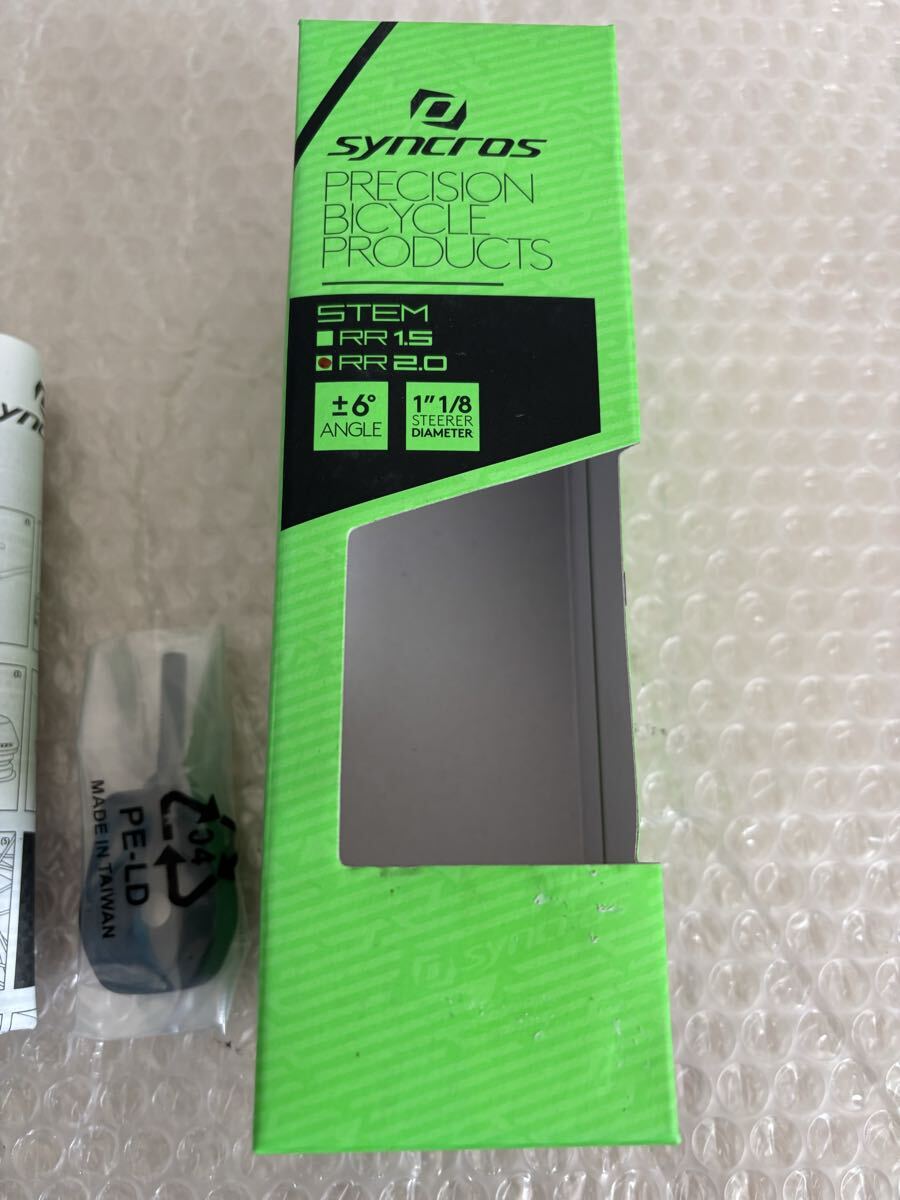 syncros
PRECISION
BICYCLE
PRODUCTS
STEM
RR 1.5
RR 2.0
±6°
ANGLE
1" 1/8
STEERER
DIAMETER
syncros
04
PE-LD
MADE IN TAIWAN